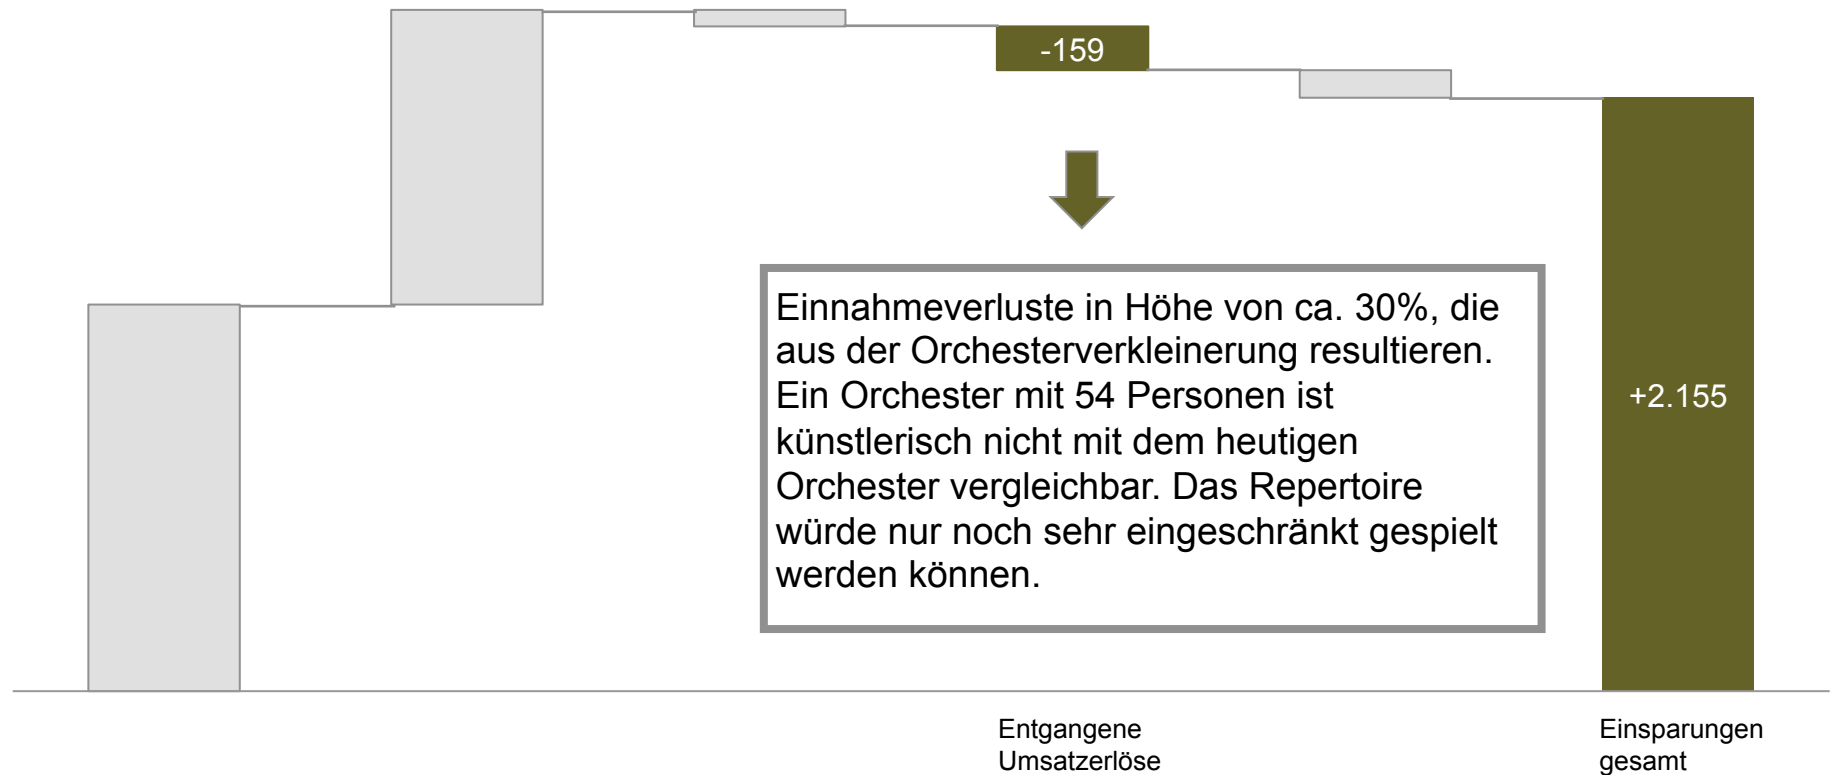 -159
Einnahmeverluste in Höhe von ca. 30%, die
aus der Orchesterverkleinerung resultieren.
Ein Orchester mit 54 Personen ist
künstlerisch nicht mit dem heutigen
Orchester vergleichbar. Das Repertoire
würde nur noch sehr eingeschränkt gespielt
werden können.
+2.155
Entgangene
Umsatzerlöse
Einsparungen
gesamt